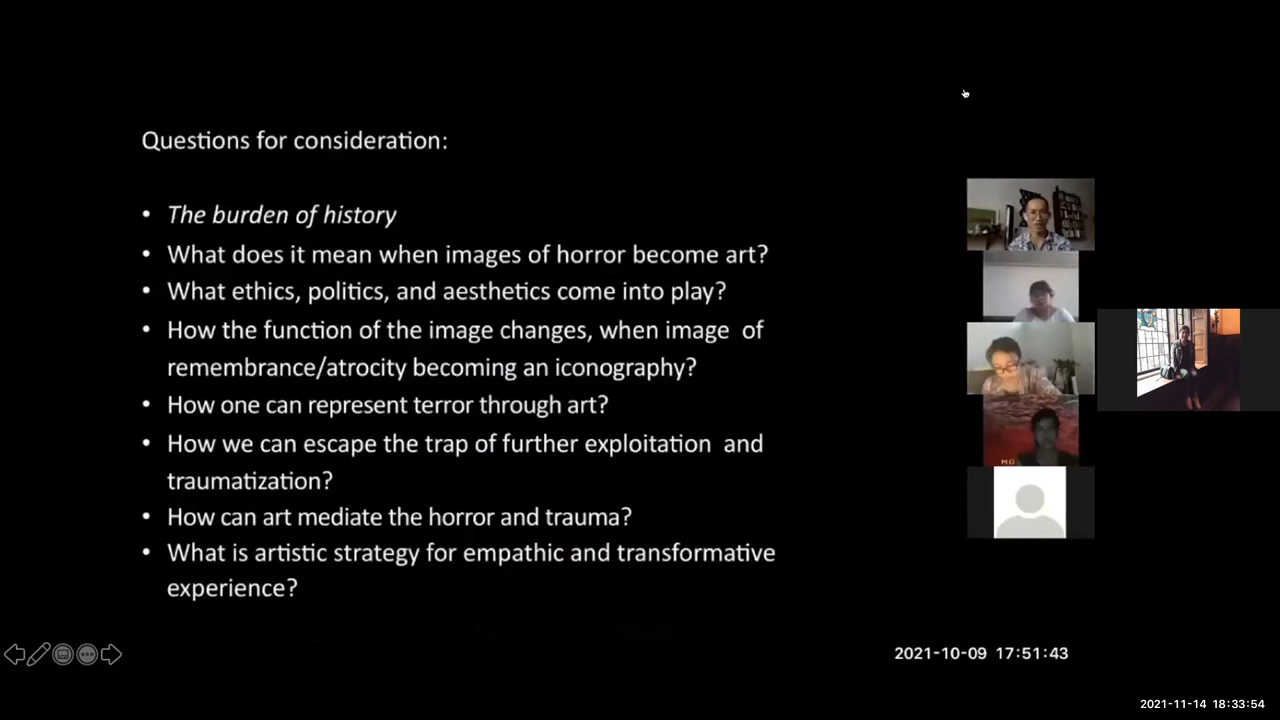 Questions for consideration:
• The burden of history
• What does it mean when images of horror become art?
• What ethics, politics, and aesthetics come into play?
• How the function of the image changes, when image of
remembrance/atrocity becoming an iconography?
• How one can represent terror through art?
• How we can escape the trap of further exploitation and
traumatization?
• How can art mediate the horror and trauma?
• What is artistic strategy for empathic and transformative
experience?
MO
2021-10-09 17:51:43
2021-11-14 18:33:54